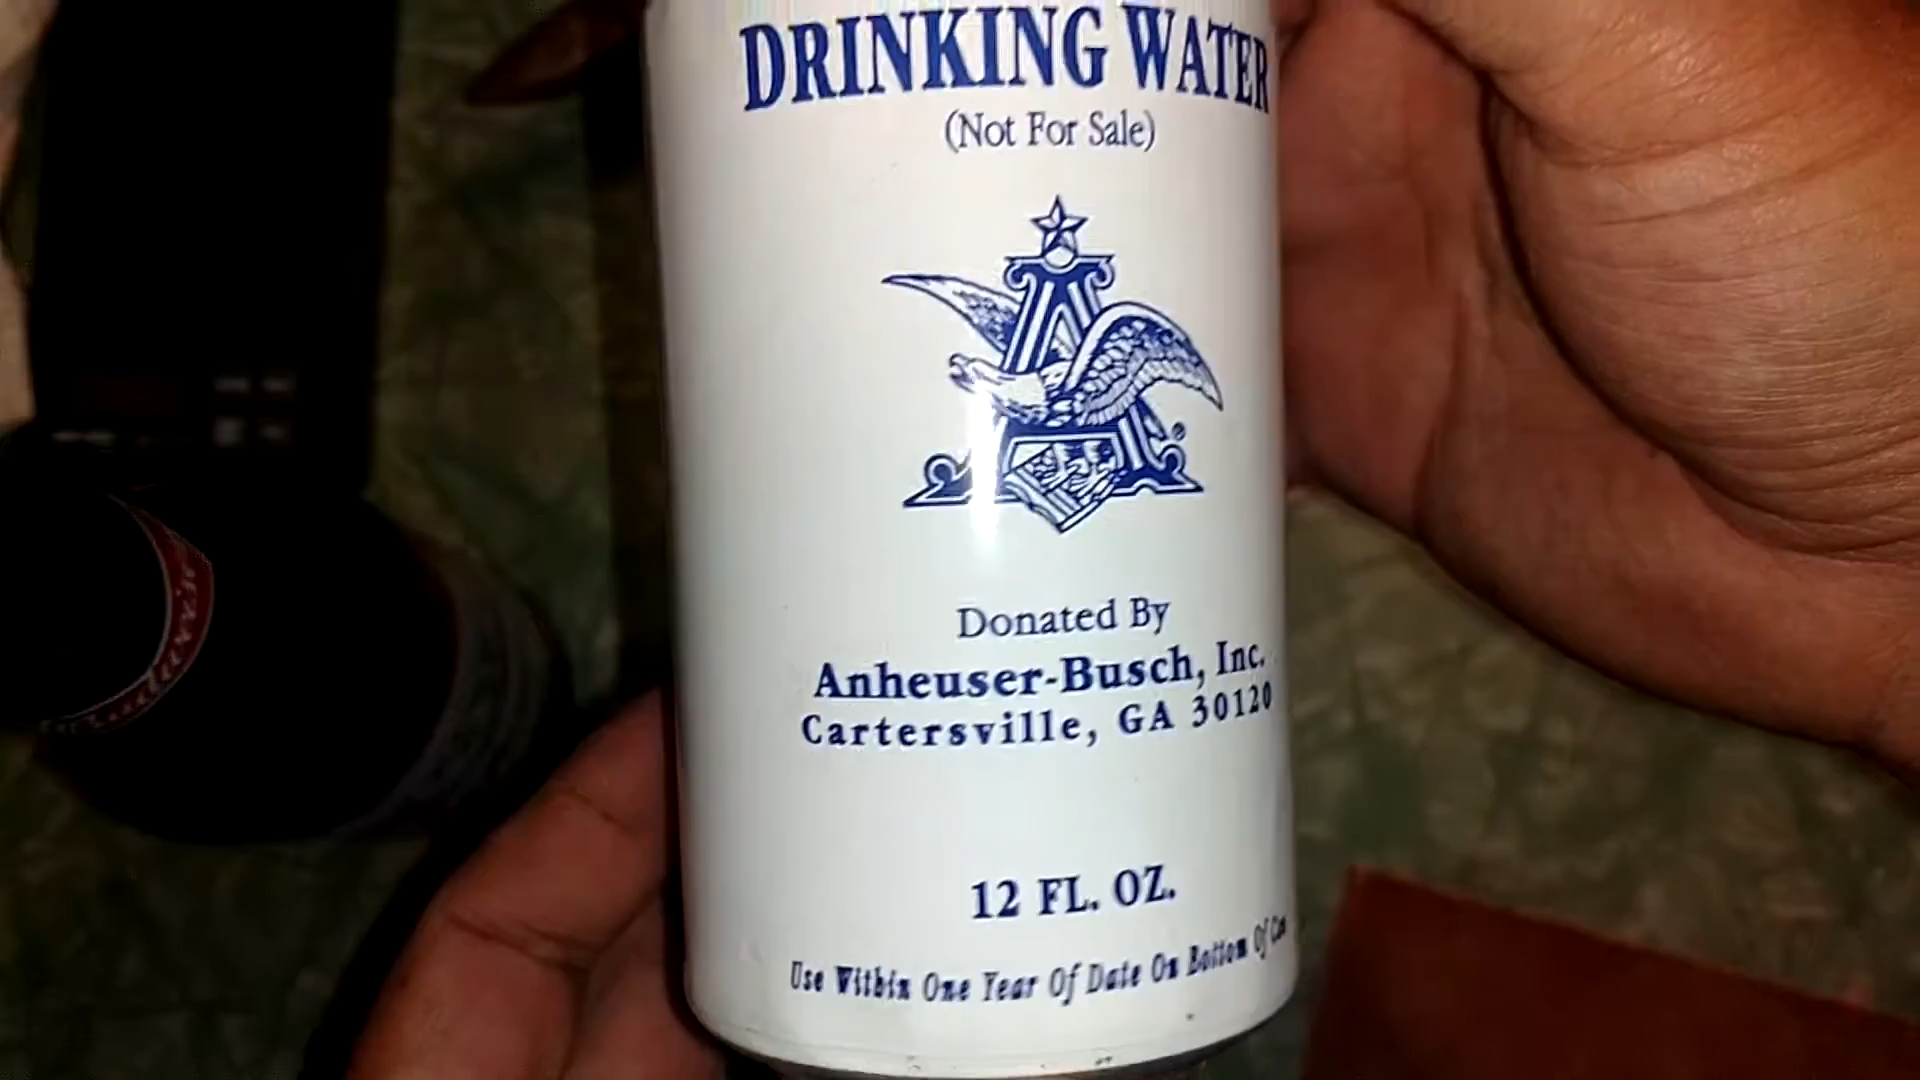 DRINKING WATER
(Not For Sale)
A
®
Donated By
Anheuser-Busch, Inc.
Cartersville, GA 30120
12 FL. OZ.
Use Within One Year Of Date On Bottom Of Can